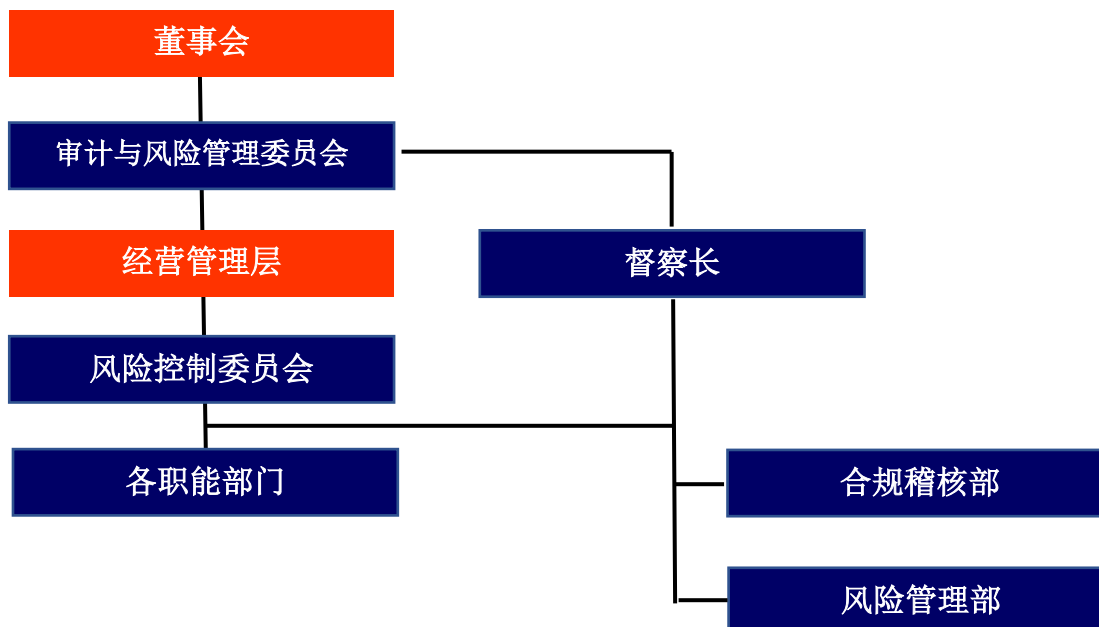 董事会
审计与风险管理委员会
经营管理层
督察长
风险控制委员会
各职能部门
合规稽核部
风险管理部